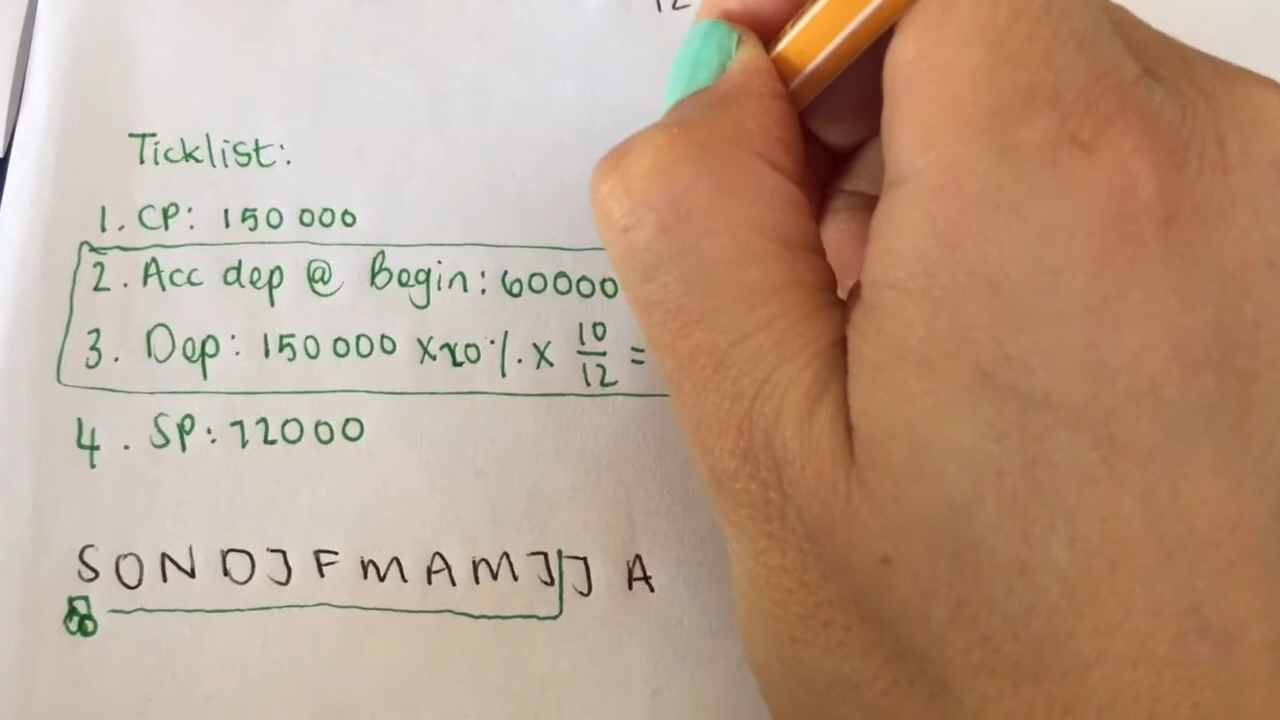 12
Ticklist:
1. CP: 150 000
2. Acc dep @ Begin: 60000
3. Dep: 150 000 x 20% x 10/12 =
4. SP: 72000
S O N D J F M A M J J A